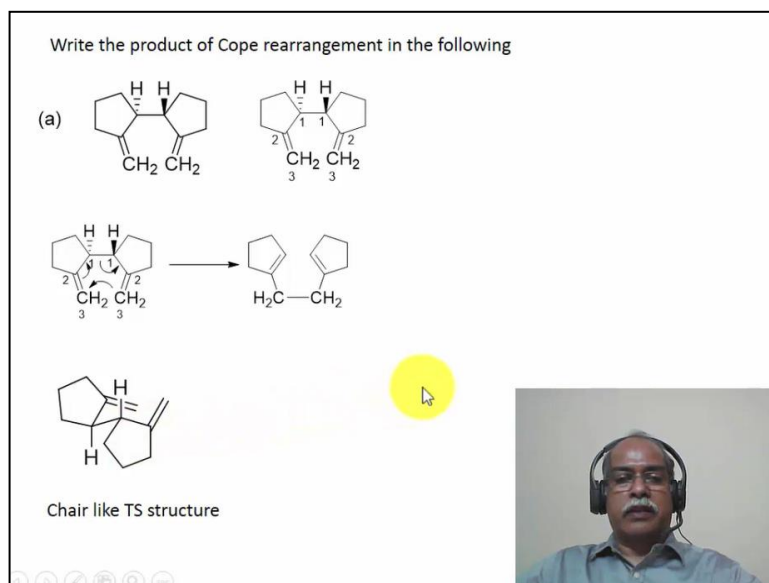 Write the product of Cope rearrangement in the following
H H H H
(a)
1 1
2 2
CH2 CH2 CH2 CH2
3 3
H H
1 1
2 2
CH2 CH2 H2C CH2
3 3
H
H
Chair like TS structure